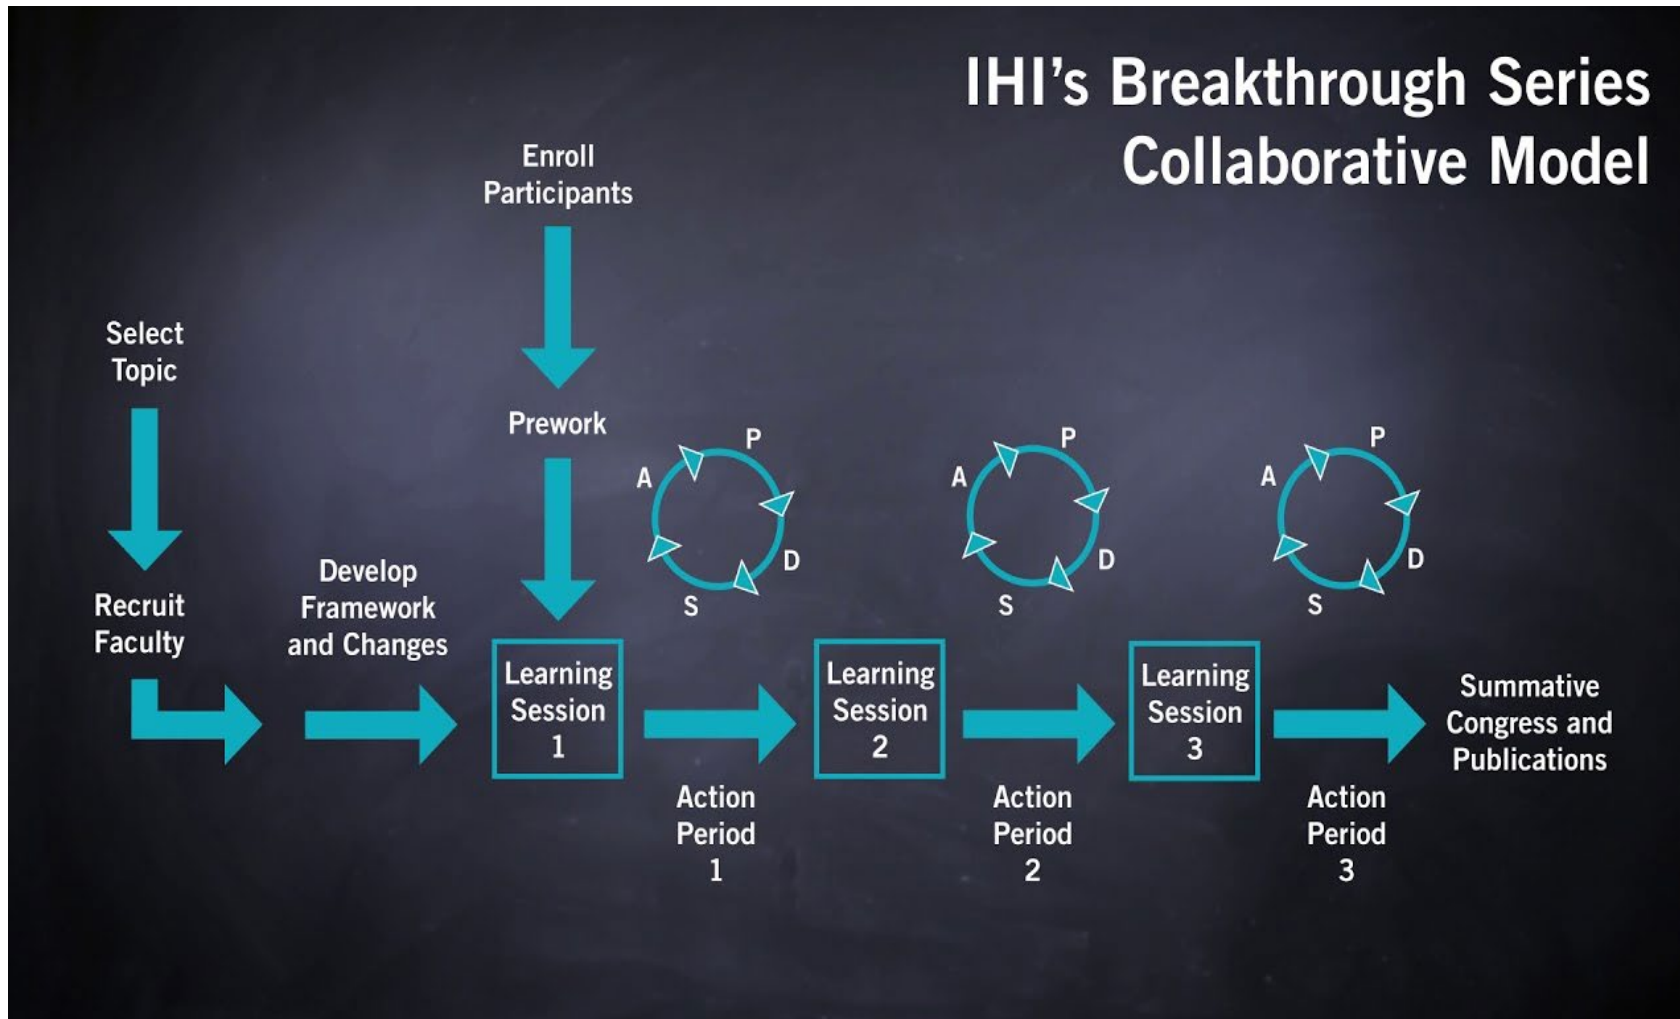 IHI's Breakthrough Series
Collaborative Model
Select
Topic
Recruit
Faculty
Develop
Framework
and Changes
Enroll
Participants
Prework
Learning
Session
1
P
A
D
S
Action
Period
1
Learning
Session
2
P
A
D
S
Action
Period
2
Learning
Session
3
P
A
D
S
Action
Period
3
Summative
Congress and
Publications